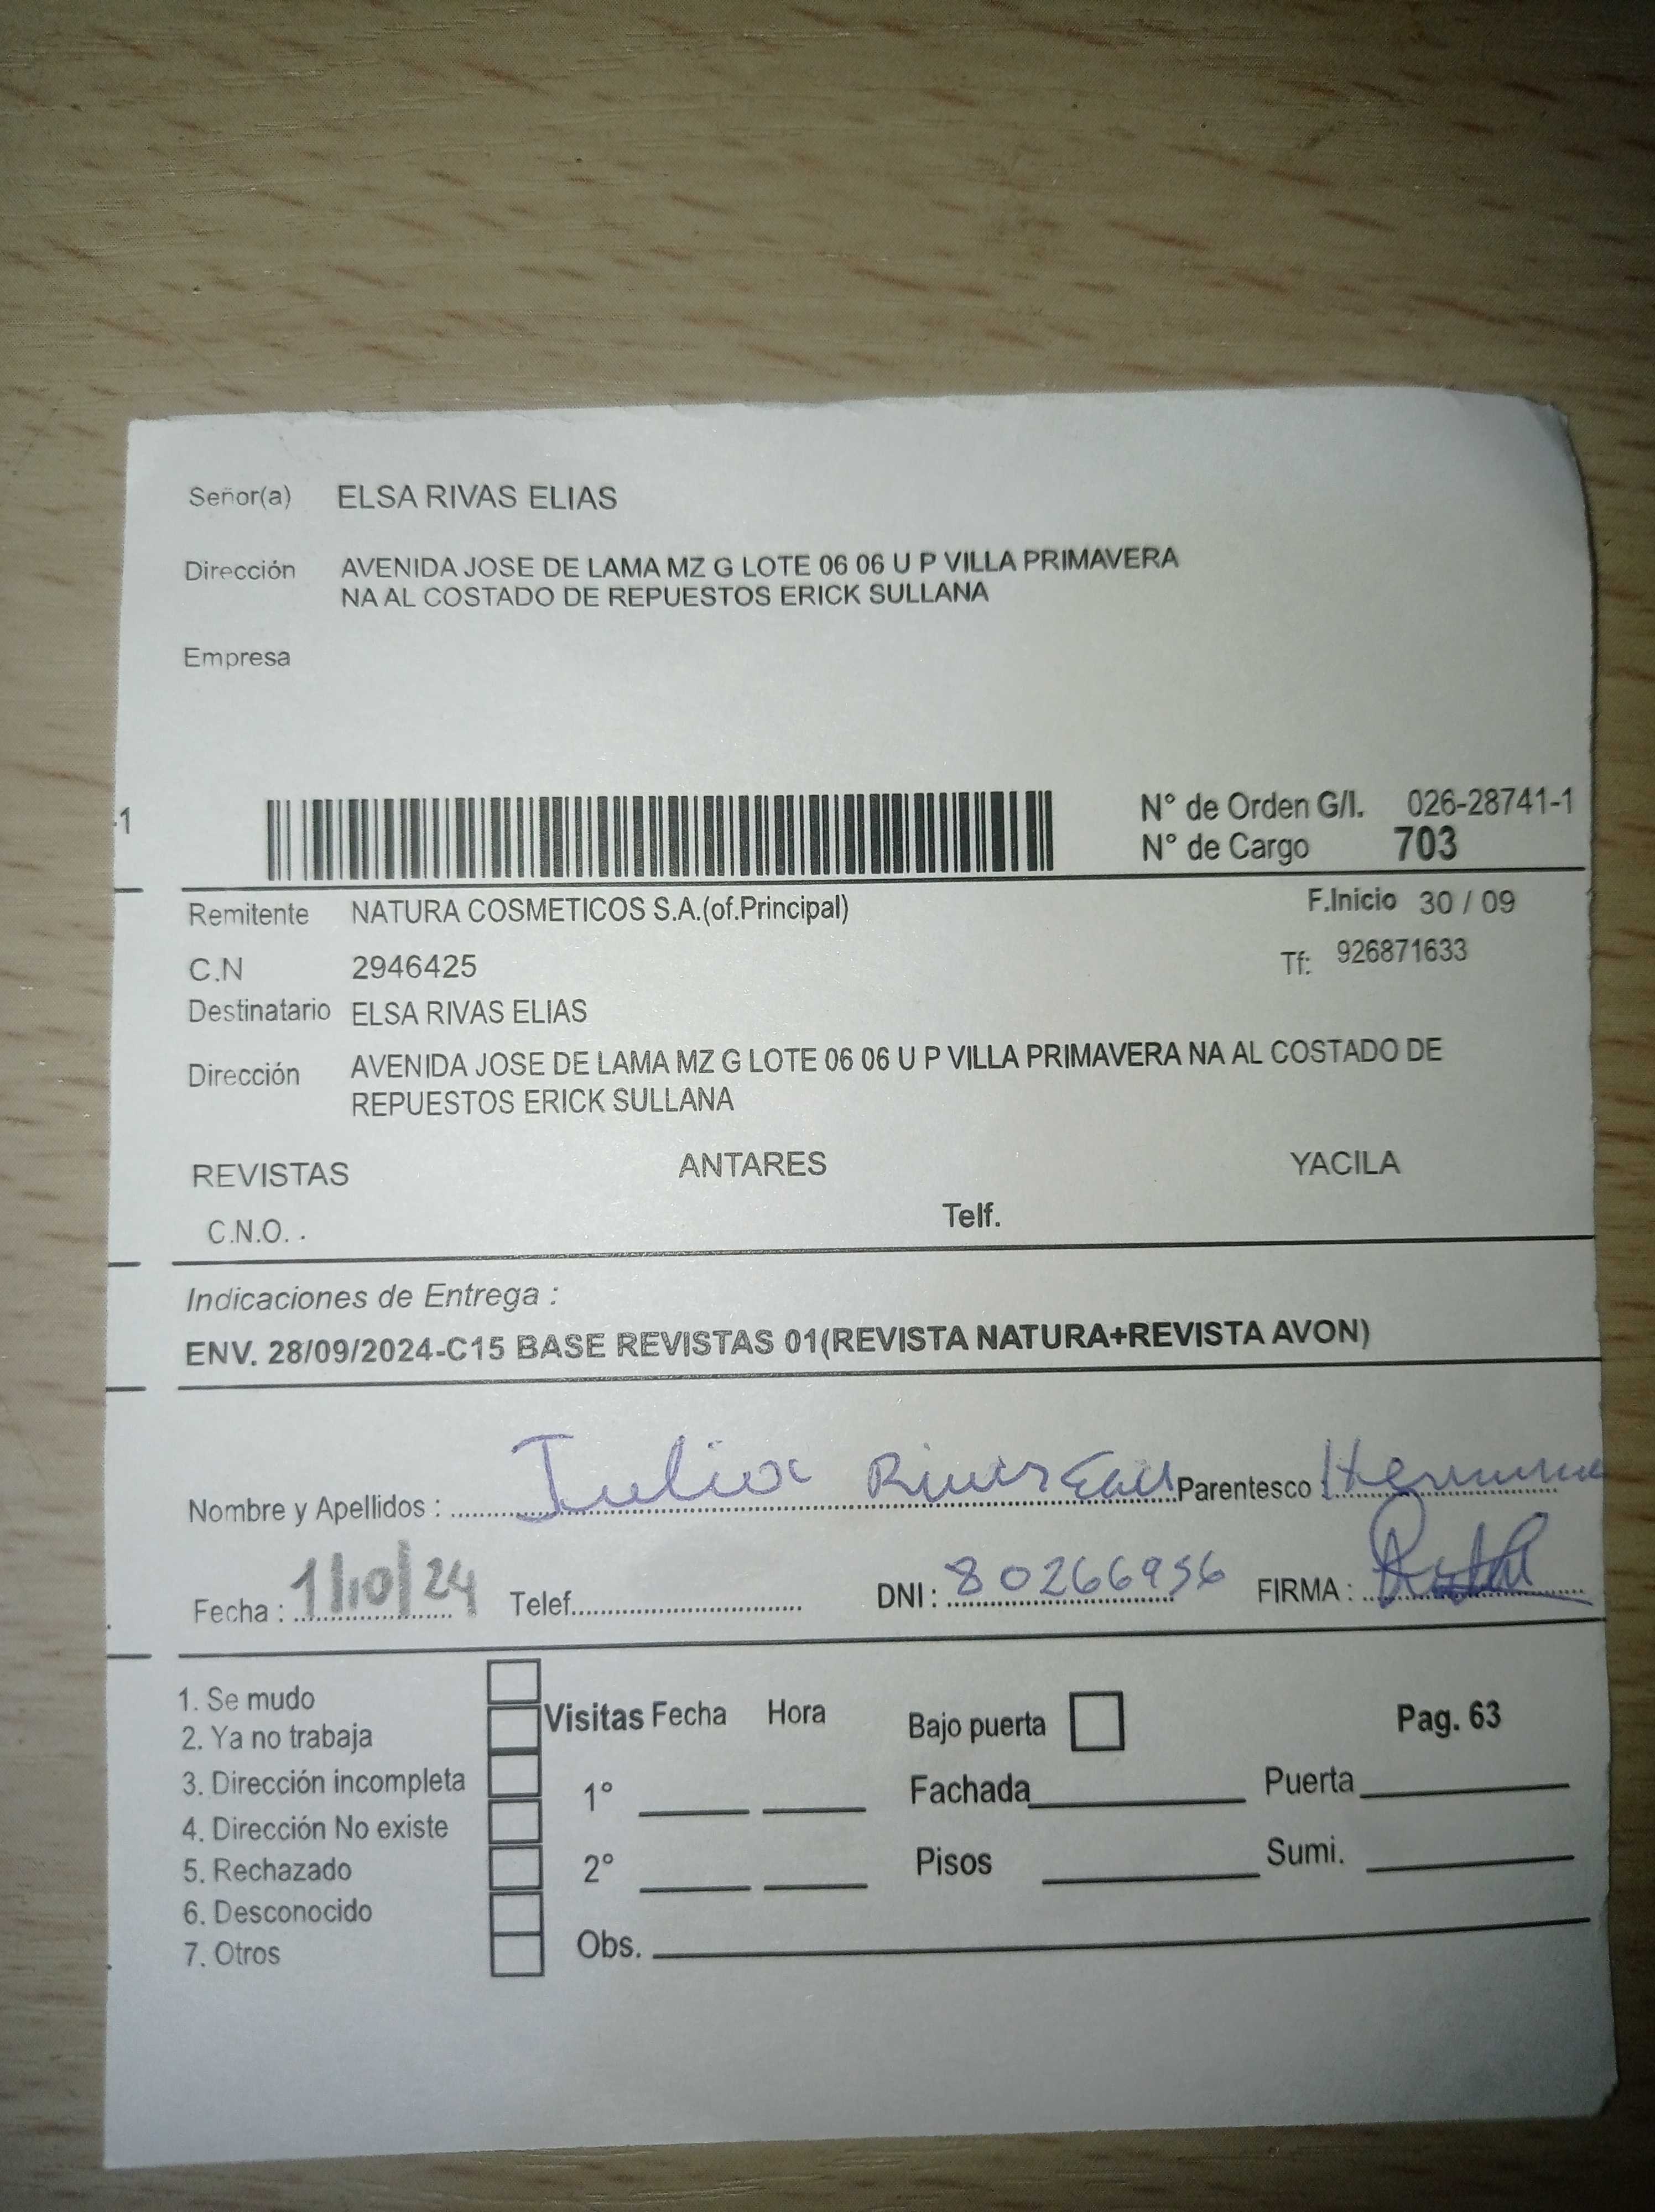 Señor(a) ELSA RIVAS ELIAS
Dirección AVENIDA JOSE DE LAMA MZ G LOTE 06 06 U P VILLA PRIMAVERA
NA AL COSTADO DE REPUESTOS ERICK SULLANA
Empresa
-1
N° de Orden G/I. 026-28741-1
N° de Cargo 703
Remitente NATURA COSMETICOS S.A.(of.Principal) F.Inicio 30 / 09
C.N 2946425 Tf: 926871633
Destinatario ELSA RIVAS ELIAS
Dirección AVENIDA JOSE DE LAMA MZ G LOTE 06 06 U P VILLA PRIMAVERA NA AL COSTADO DE
REPUESTOS ERICK SULLANA
REVISTAS ANTARES YACILA
C.N.O. . Telf.
Indicaciones de Entrega :
ENV. 28/09/2024-C15 BASE REVISTAS 01(REVISTA NATURA+REVISTA AVON)
Nombre y Apellidos : Julia Parentesco :
Fecha : 1/10/24 Telef. DNI : 80266956 FIRMA :
1. Se mudo
2. Ya no trabaja
3. Dirección incompleta
4. Dirección No existe
5. Rechazado
6. Desconocido
7. Otros
Visitas Fecha Hora Bajo puerta Pag. 63
1° Fachada Puerta
2° Pisos Sumi.
Obs.